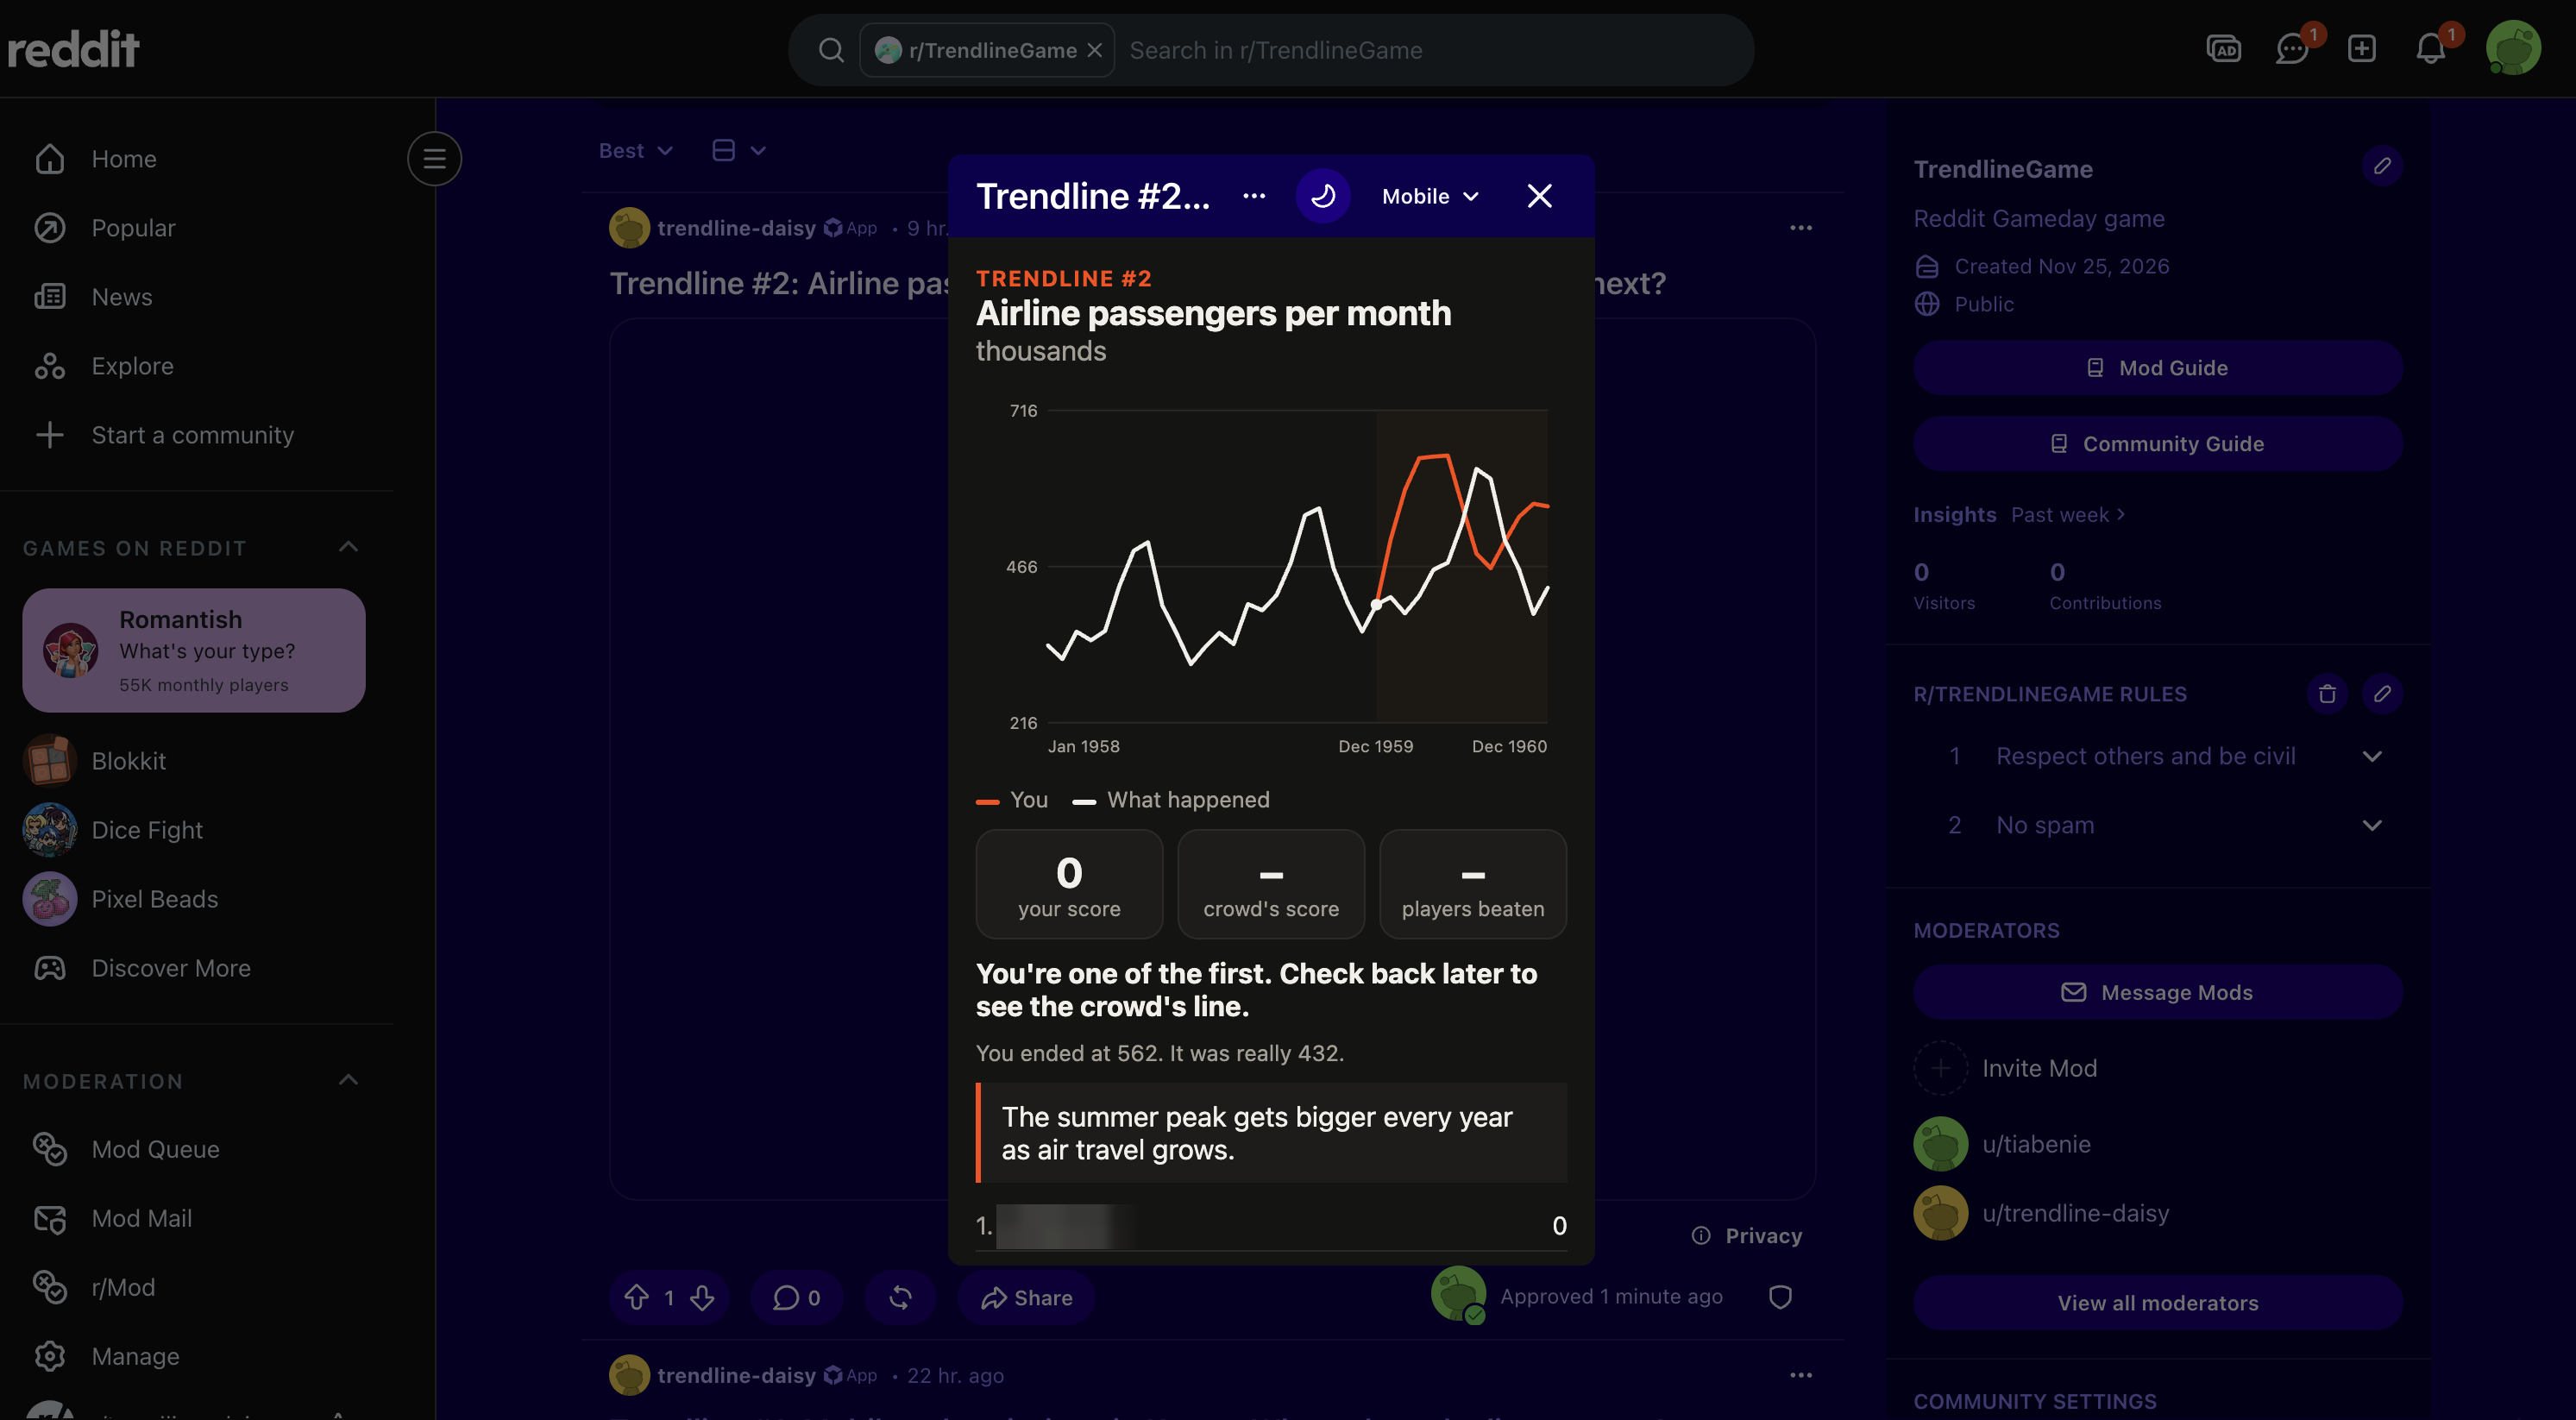 reddit
r/TrendlineGame
Search in r/TrendlineGame
AD
1
1
Home
Popular
News
Explore
Start a community
GAMES ON REDDIT
Romantish
What's your type?
55K monthly players
Blokkit
Dice Fight
Pixel Beads
Discover More
MODERATION
Mod Queue
Mod Mail
r/Mod
Manage
Best
trendline-daisy App • 9 hr.
Trendline #2: Airline pas
next?
Trendline #2...
Mobile
TRENDLINE #2
Airline passengers per month
thousands
716
466
216
Jan 1958
Dec 1959
Dec 1960
You
What happened
0
your score
–
crowd's score
–
players beaten
You're one of the first. Check back later to
see the crowd's line.
You ended at 562. It was really 432.
The summer peak gets bigger every year
as air travel grows.
1.
0
Privacy
1
0
Share
Approved 1 minute ago
trendline-daisy App • 22 hr. ago
TrendlineGame
Reddit Gameday game
Created Nov 25, 2026
Public
Mod Guide
Community Guide
Insights Past week
0
Visitors
0
Contributions
R/TRENDLINEGAME RULES
1 Respect others and be civil
2 No spam
MODERATORS
Message Mods
Invite Mod
u/tiabenie
u/trendline-daisy
View all moderators
COMMUNITY SETTINGS